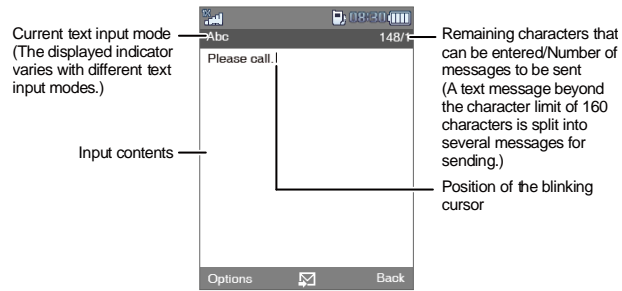 Current text input mode
(The displayed indicator
varies with different text
input modes.)
Input contents
08:30
Abc 148/1
Please call.
Options Back
Remaining characters that
can be entered/Number of
messages to be sent
(A text message beyond
the character limit of 160
characters is split into
several messages for
sending.)
Position of the blinking
cursor